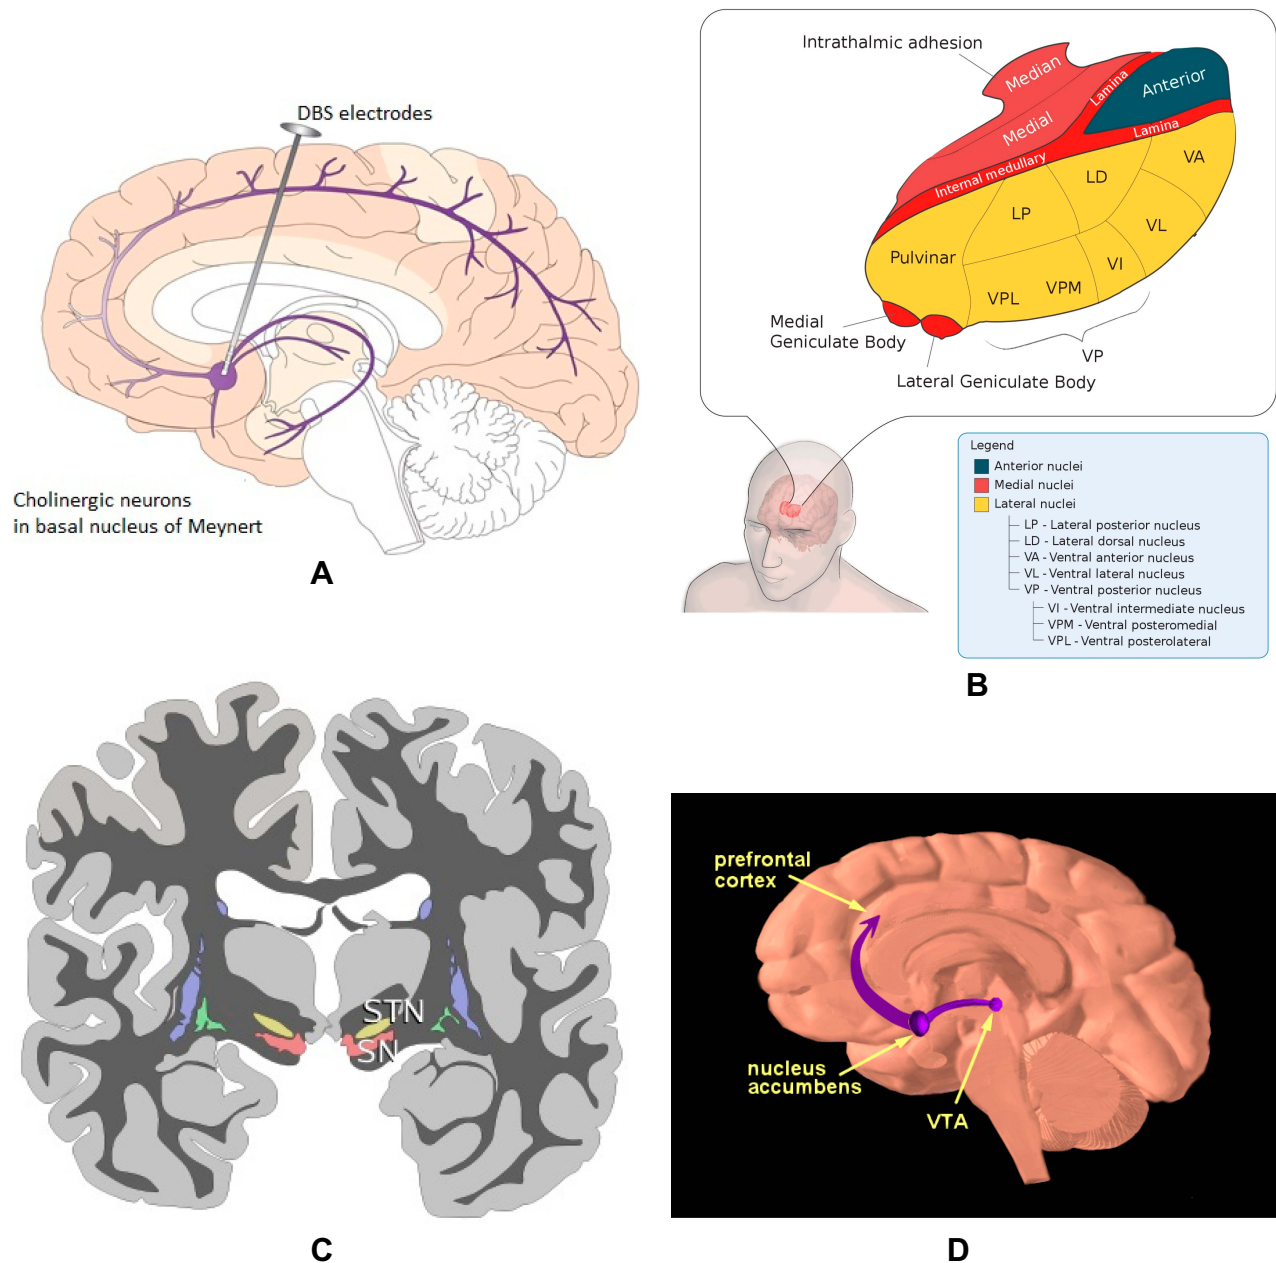 DBS electrodes
Cholinergic neurons
in basal nucleus of Meynert
A
Intrathalmic adhesion
Median
Lamina
Anterior
Medial
Lamina
Internal medullary
VA
LD
LP
VL
Pulvinar
VI
VPM
VPL
Medial
Geniculate Body
VP
Lateral Geniculate Body
Legend
Anterior nuclei
Medial nuclei
Lateral nuclei
LP - Lateral posterior nucleus
LD - Lateral dorsal nucleus
VA - Ventral anterior nucleus
VL - Ventral lateral nucleus
VP - Ventral posterior nucleus
VI - Ventral intermediate nucleus
VPM - Ventral posteromedial
VPL - Ventral posterolateral
B
STN
SN
C
prefrontal
cortex
nucleus
accumbens
VTA
D